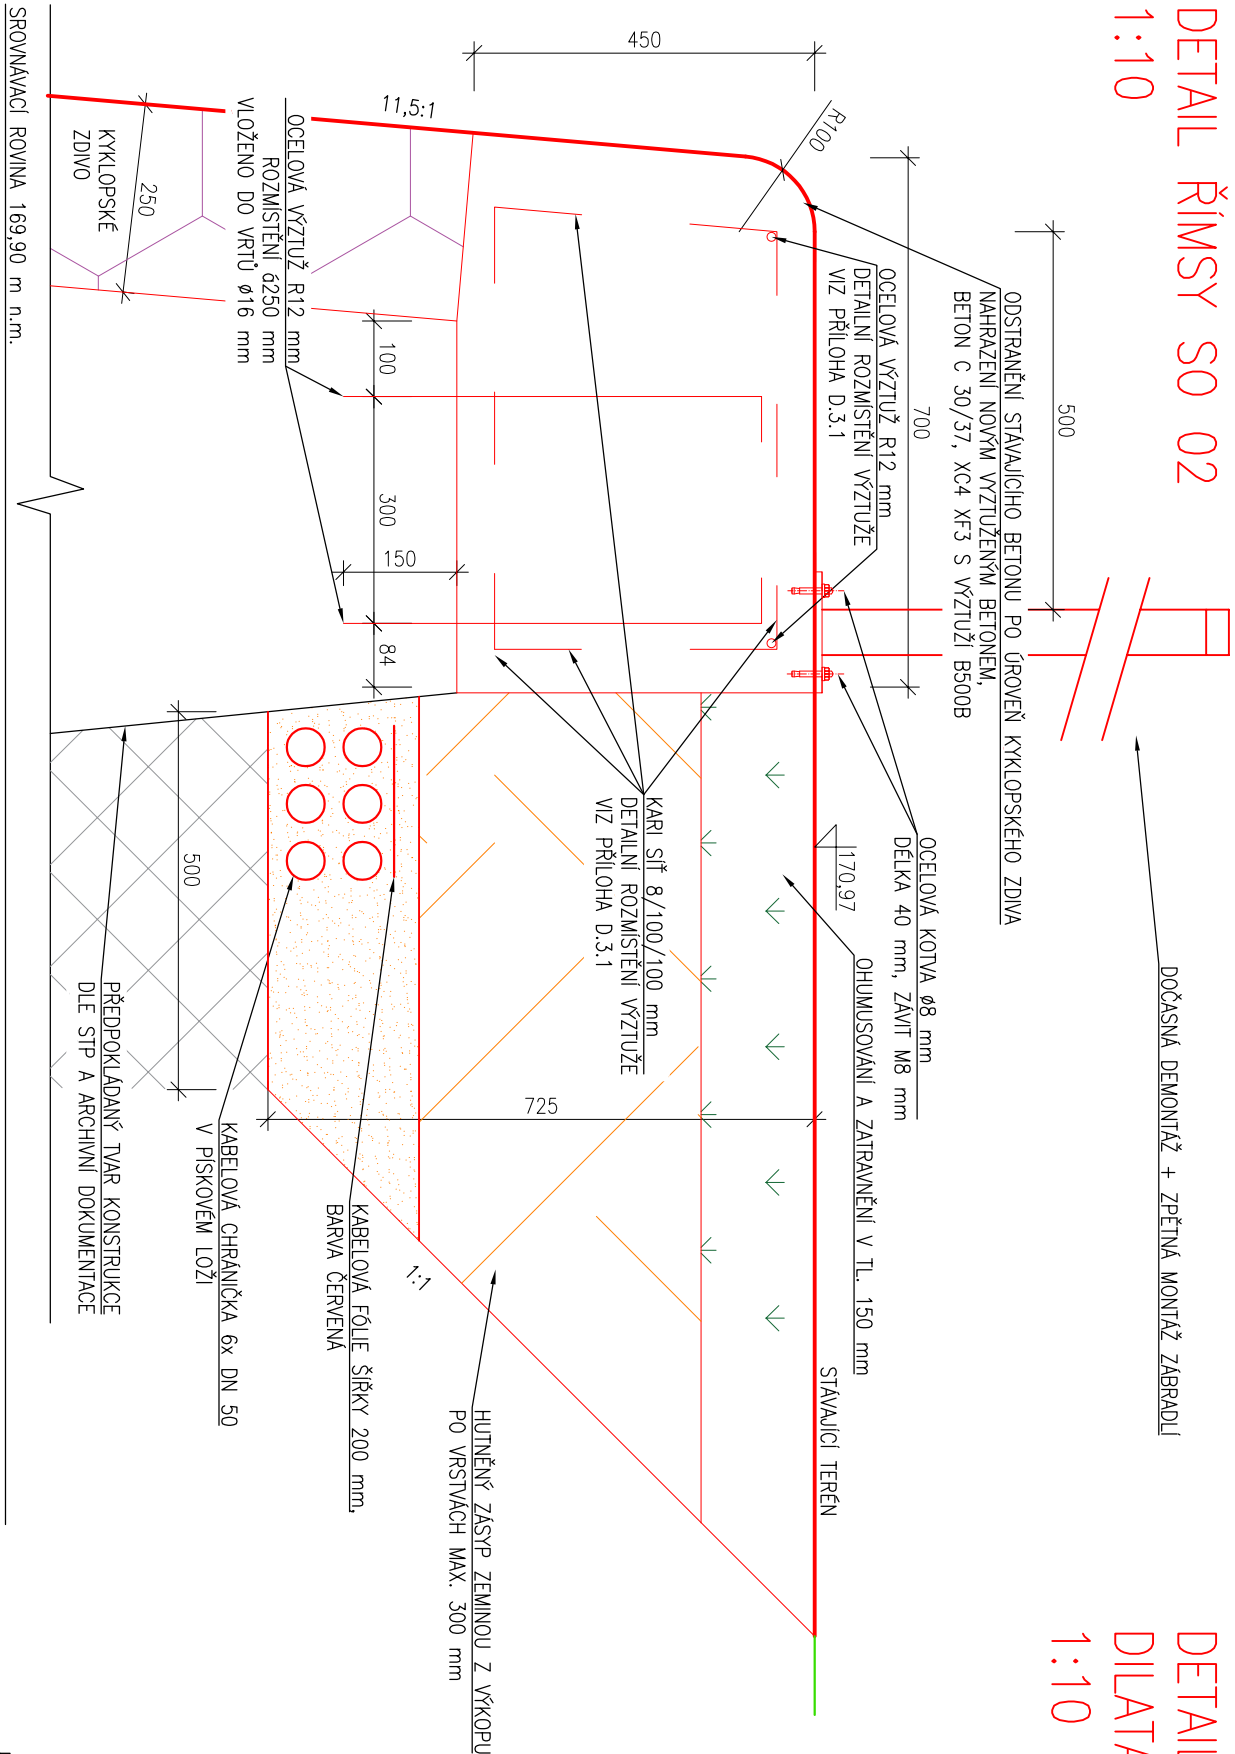 DETAIL ŘÍMSY SO 02
1:10
DETAIL
DILATA
1:10
500
700
450
R100
11,5:1
ODSTRANĚNÍ STÁVAJÍCÍHO BETONU PO ÚROVEŇ KYKLOPSKÉHO ZDIVA
NAHRAZENÍ NOVÝM VYZTUŽENÝM BETONEM,
BETON C 30/37, XC4 XF3 S VÝZTUŽÍ B500B
OCELOVÁ VÝZTUŽ R12 mm
DETAILNÍ ROZMÍSTĚNÍ VÝZTUŽE
VIZ PŘÍLOHA D.3.1
DOČASNÁ DEMONTÁŽ + ZPĚTNÁ MONTÁŽ ZÁBRADLÍ
OCELOVÁ KOTVA ø8 mm
DÉLKA 40 mm, ZÁVIT M8 mm
OHUMUSOVÁNÍ A ZATRAVNĚNÍ V TL. 150 mm
170,97
STÁVAJÍCÍ TERÉN
KARI SÍŤ 8/100/100 mm
DETAILNÍ ROZMÍSTĚNÍ VÝZTUŽE
VIZ PŘÍLOHA D.3.1
725
HUTNĚNÝ ZÁSYP ZEMINOU Z VÝKOPU
PO VRSTVÁCH MAX. 300 mm
1:1
100
300
150
84
OCELOVÁ VÝZTUŽ R12 mm
ROZMÍSTĚNÍ á250 mm
VLOŽENO DO VRTŮ ø16 mm
250
KYKLOPSKÉ
ZDIVO
500
KABELOVÁ FÓLIE ŠÍŘKY 200 mm,
BARVA ČERVENÁ
KABELOVÁ CHRÁNIČKA 6x DN 50
V PÍSKOVÉM LOŽI
PŘEDPOKLÁDANÝ TVAR KONSTRUKCE
DLE STP A ARCHIVNÍ DOKUMENTACE
SROVNÁVACÍ ROVINA 169,90 m n.m.